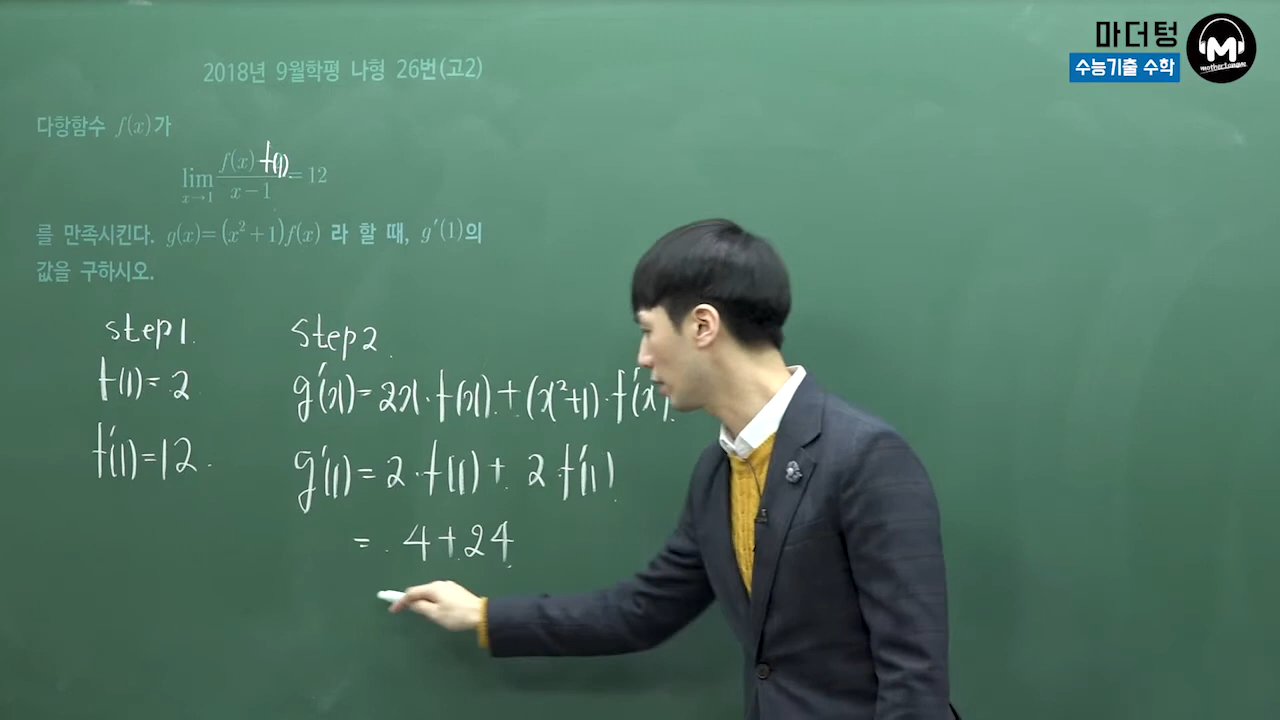 마더텅
수능기출 수학
M
mothertongue
2018년 9월학평 나형 26번(고2)
다항함수 f(x)가
lim x→1 f(x) f(1) / x-1 = 12
를 만족시킨다. g(x)=(x²+1)f(x) 라 할 때, g′(1)의
값을 구하시오.
step1.
f(1)=2
f′(1)=12.
step2.
g′(x)=2x·f(x)+(x²+1)·f′(x).
g′(1)=2·f(1)+2·f′(1).
=4+24